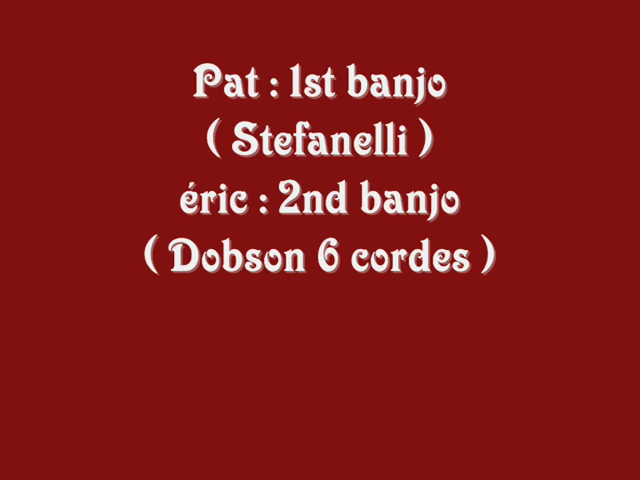 Pat : 1st banjo
( Stefanelli )
éric : 2nd banjo
( Dobson 6 cordes )